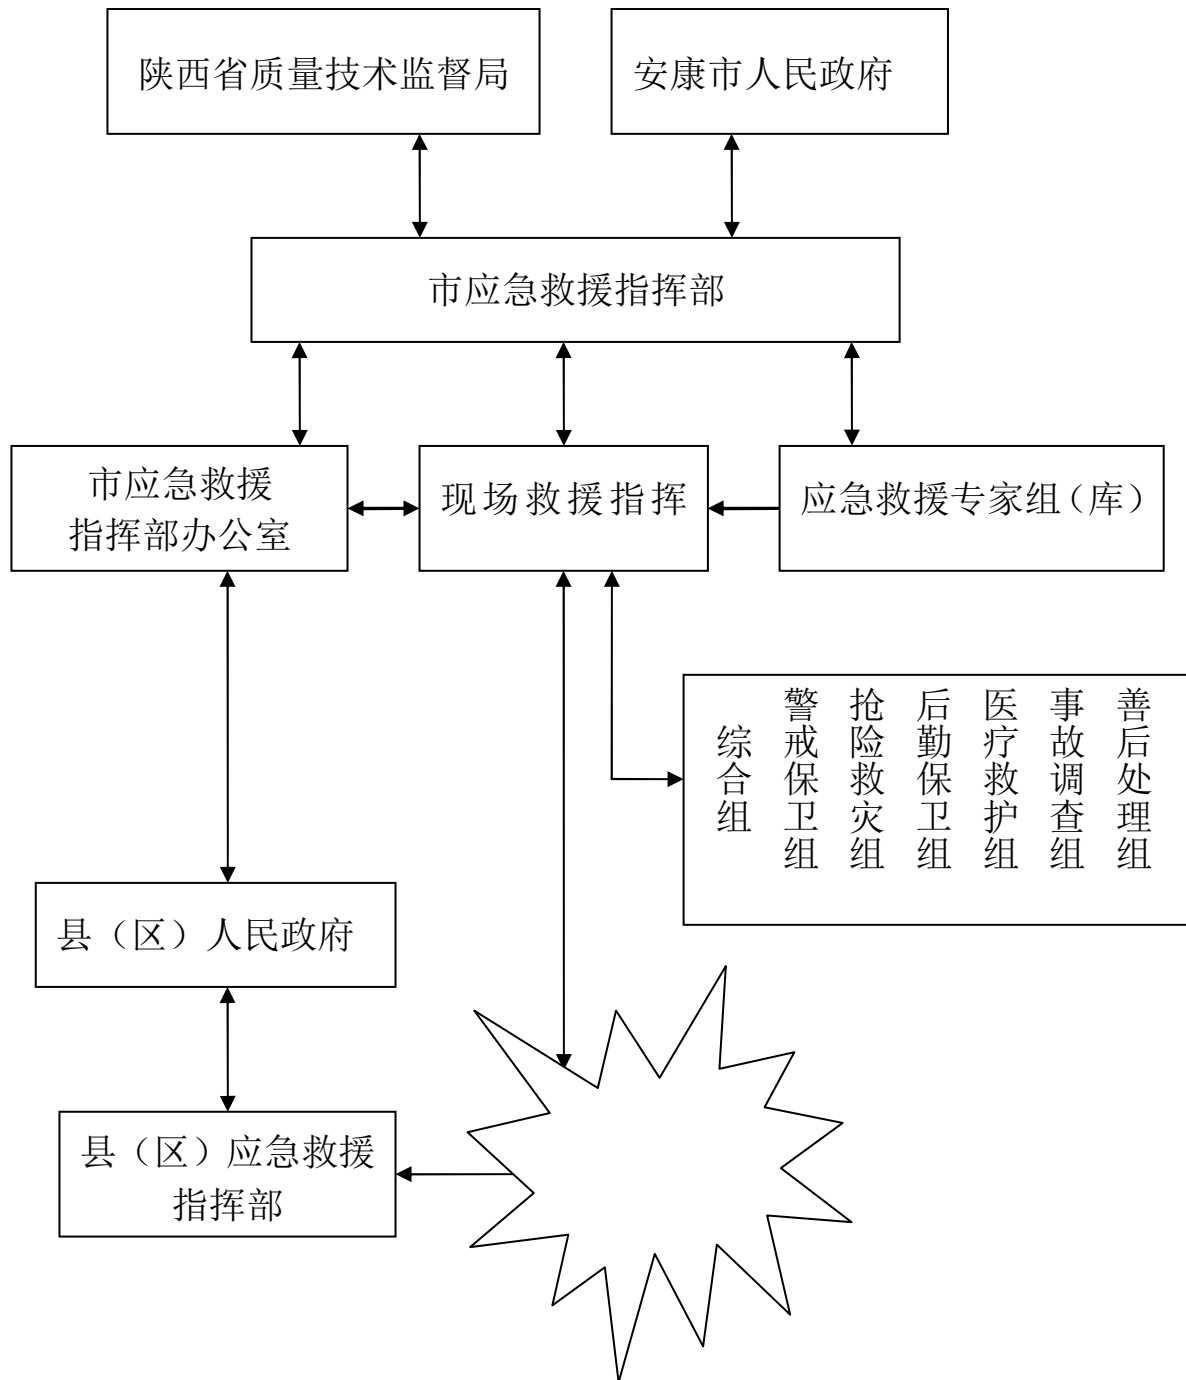 陕西省质量技术监督局
安康市人民政府
市应急救援指挥部
市应急救援
指挥部办公室
现场救援指挥
应急救援专家组（库）
综合组
警戒保卫组
抢险救灾组
后勤保卫组
医疗救护组
事故调查组
善后处理组
县（区）人民政府
县（区）应急救援
指挥部